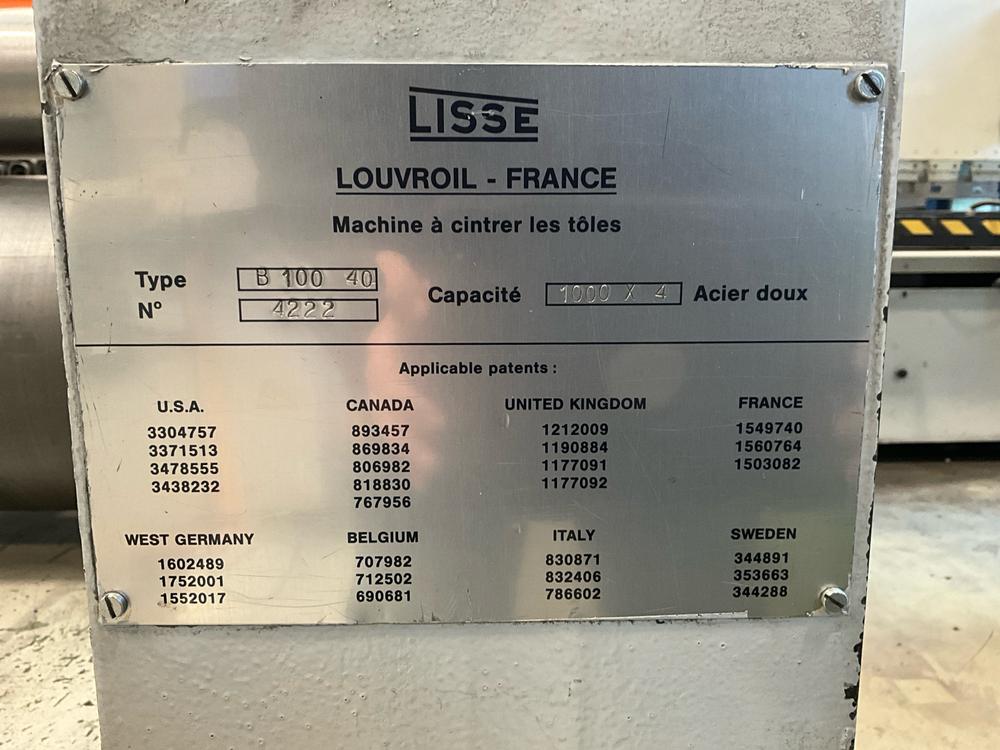 LISSE
LOUVROIL - FRANCE
Machine à cintrer les tôles
Type B 100 40
Nº 4222
Capacité 1000 X 4 Acier doux
Applicable patents :
U.S.A. CANADA UNITED KINGDOM FRANCE
3304757 893457 1212009 1549740
3371513 869834 1190884 1560764
3478555 806982 1177091 1503082
3438232 818830 1177092
767956
WEST GERMANY BELGIUM ITALY SWEDEN
1602489 707982 830871 344891
1752001 712502 832406 353663
1552017 690681 786602 344288